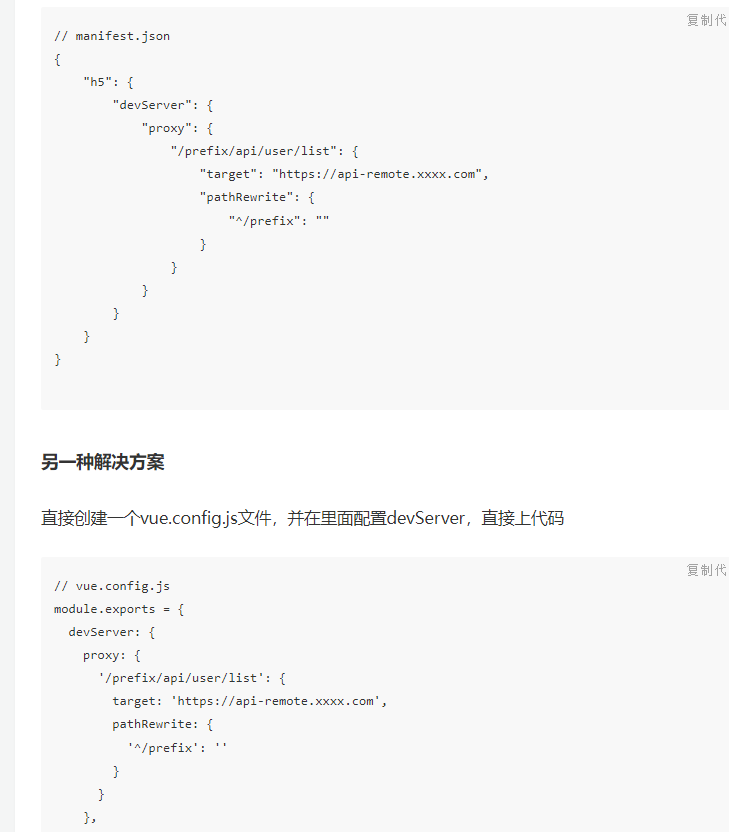 复制代
// manifest.json
{
    "h5": {
        "devServer": {
            "proxy": {
                "/prefix/api/user/list": {
                    "target": "https://api-remote.xxxx.com",
                    "pathRewrite": {
                        "^/prefix": ""
                    }
                }
            }
        }
    }
}
另一种解决方案
直接创建一个vue.config.js文件，并在里面配置devServer，直接上代码
复制代
// vue.config.js
module.exports = {
  devServer: {
    proxy: {
      '/prefix/api/user/list': {
        target: 'https://api-remote.xxxx.com',
        pathRewrite: {
          '^/prefix': ''
        }
      }
    },